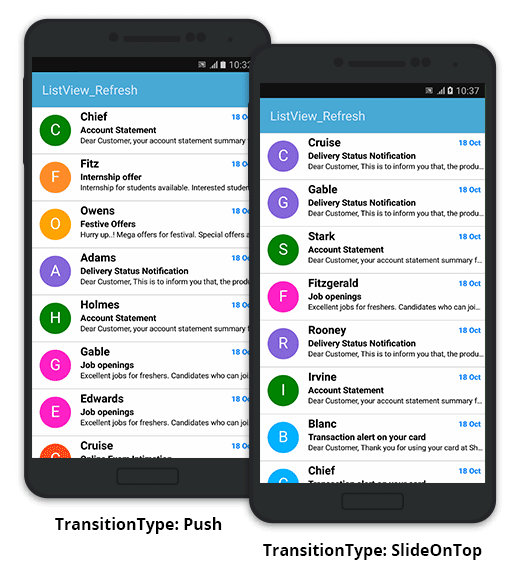 10:32
ListView_Refresh
Chief
18 Oct
Account Statement
Dear Customer, your account statement summary
Fitz
18 Oct
Internship offer
Internship for students available. Interested studen
Owens
18 Oct
Festive Offers
Hurry up..! Mega offers for festival. Special offers a
Adams
18 Oct
Delivery Status Notification
Dear Customer, This is to inform you that, the produ
Holmes
18 Oct
Account Statement
Dear Customer, your account statement summary f
Gable
18 Oct
Job openings
Excellent jobs for freshers. Candidates who can joi
Edwards
18 Oct
Job openings
Excellent jobs for freshers. Candidates who can joi
Cruise
18 Oct
Online Exam Intimation
C
F
O
A
H
G
E
C
TransitionType: Push
10:37
ListView_Refresh
Cruise
18 Oct
Delivery Status Notification
Dear Customer, This is to inform you that, the produ...
Gable
18 Oct
Delivery Status Notification
Dear Customer, This is to inform you that, the produ...
Stark
18 Oct
Account Statement
Dear Customer, your account statement summary f...
Fitzgerald
18 Oct
Job openings
Excellent jobs for freshers. Candidates who can joi...
Rooney
18 Oct
Delivery Status Notification
Dear Customer, This is to inform you that, the produ...
Irvine
18 Oct
Account Statement
Dear Customer, your account statement summary f...
Blanc
18 Oct
Transaction alert on your card
Dear Customer, Thank you for using your card at Sh...
Chief
18 Oct
Transaction alert on your card
C
G
S
F
R
I
B
C
TransitionType: SlideOnTop